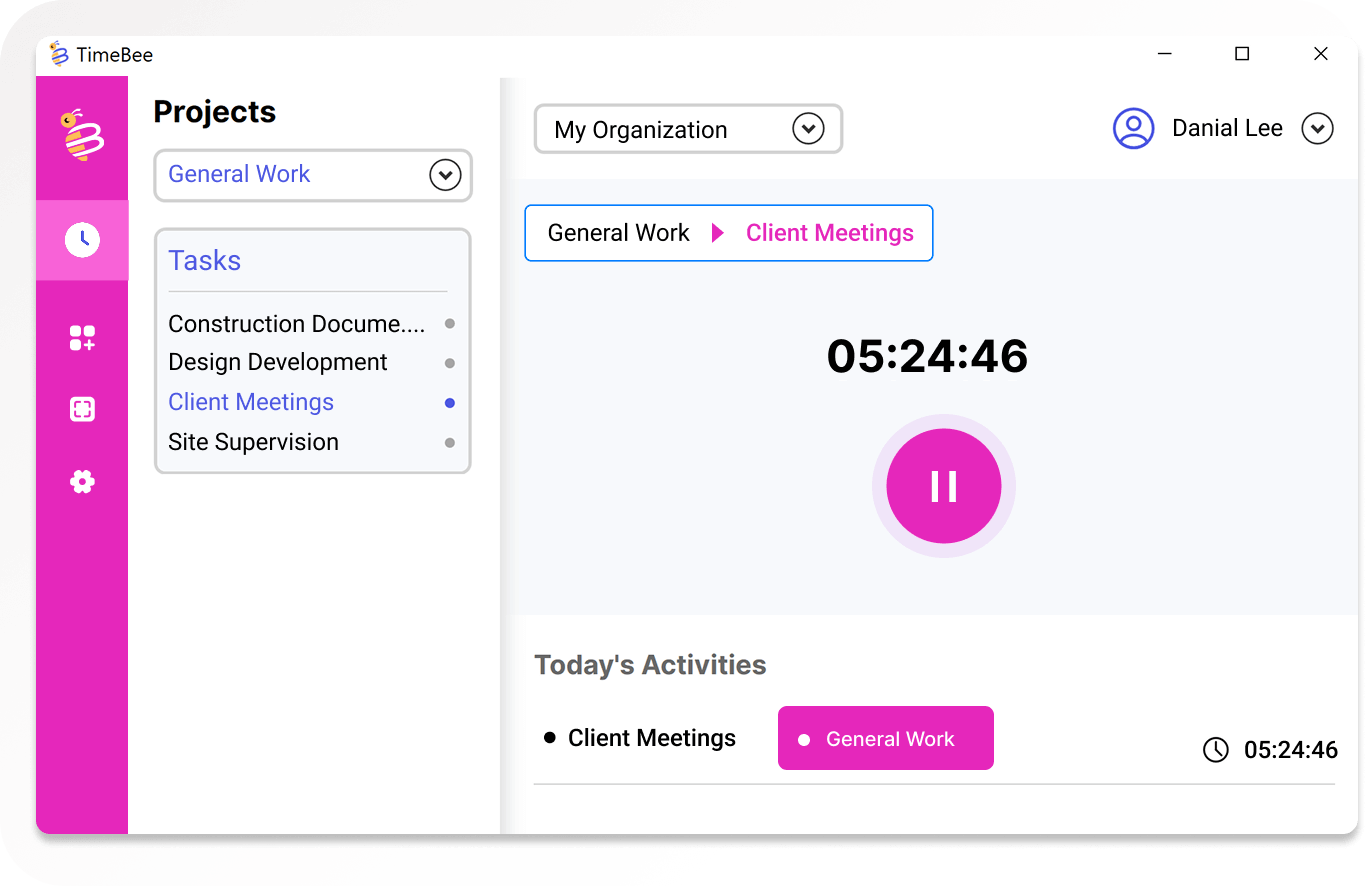 TimeBee
Projects
General Work
Tasks
Construction Docume....
Design Development
Client Meetings
Site Supervision
My Organization
Danial Lee
General Work Client Meetings
05:24:46
Today's Activities
Client Meetings General Work 05:24:46